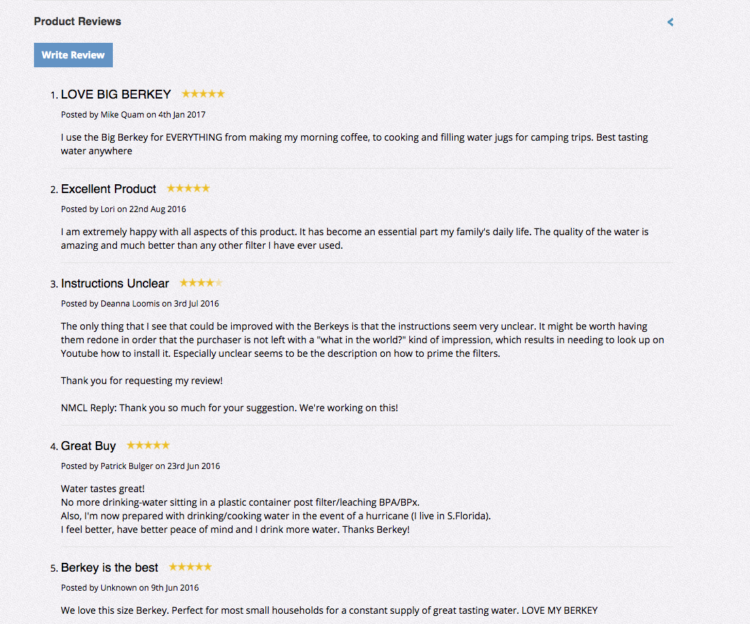 Product Reviews
Write Review
1. LOVE BIG BERKEY
Posted by Mike Quam on 4th Jan 2017
I use the Big Berkey for EVERYTHING from making my morning coffee, to cooking and filling water jugs for camping trips. Best tasting
water anywhere
2. Excellent Product
Posted by Lori on 22nd Aug 2016
I am extremely happy with all aspects of this product. It has become an essential part my family's daily life. The quality of the water is
amazing and much better than any other filter I have ever used.
3. Instructions Unclear
Posted by Deanna Loomis on 3rd Jul 2016
The only thing that I see that could be improved with the Berkeys is that the instructions seem very unclear. It might be worth having
them redone in order that the purchaser is not left with a "what in the world?" kind of impression, which results in needing to look up on
Youtube how to install it. Especially unclear seems to be the description on how to prime the filters.
Thank you for requesting my review!
NMCL Reply: Thank you so much for your suggestion. We're working on this!
4. Great Buy
Posted by Patrick Bulger on 23rd Jun 2016
Water tastes great!
No more drinking-water sitting in a plastic container post filter/leaching BPA/BPx.
Also, I'm now prepared with drinking/cooking water in the event of a hurricane (I live in S.Florida).
I feel better, have better peace of mind and I drink more water. Thanks Berkey!
5. Berkey is the best
Posted by Unknown on 9th Jun 2016
We love this size Berkey. Perfect for most small households for a constant supply of great tasting water. LOVE MY BERKEY